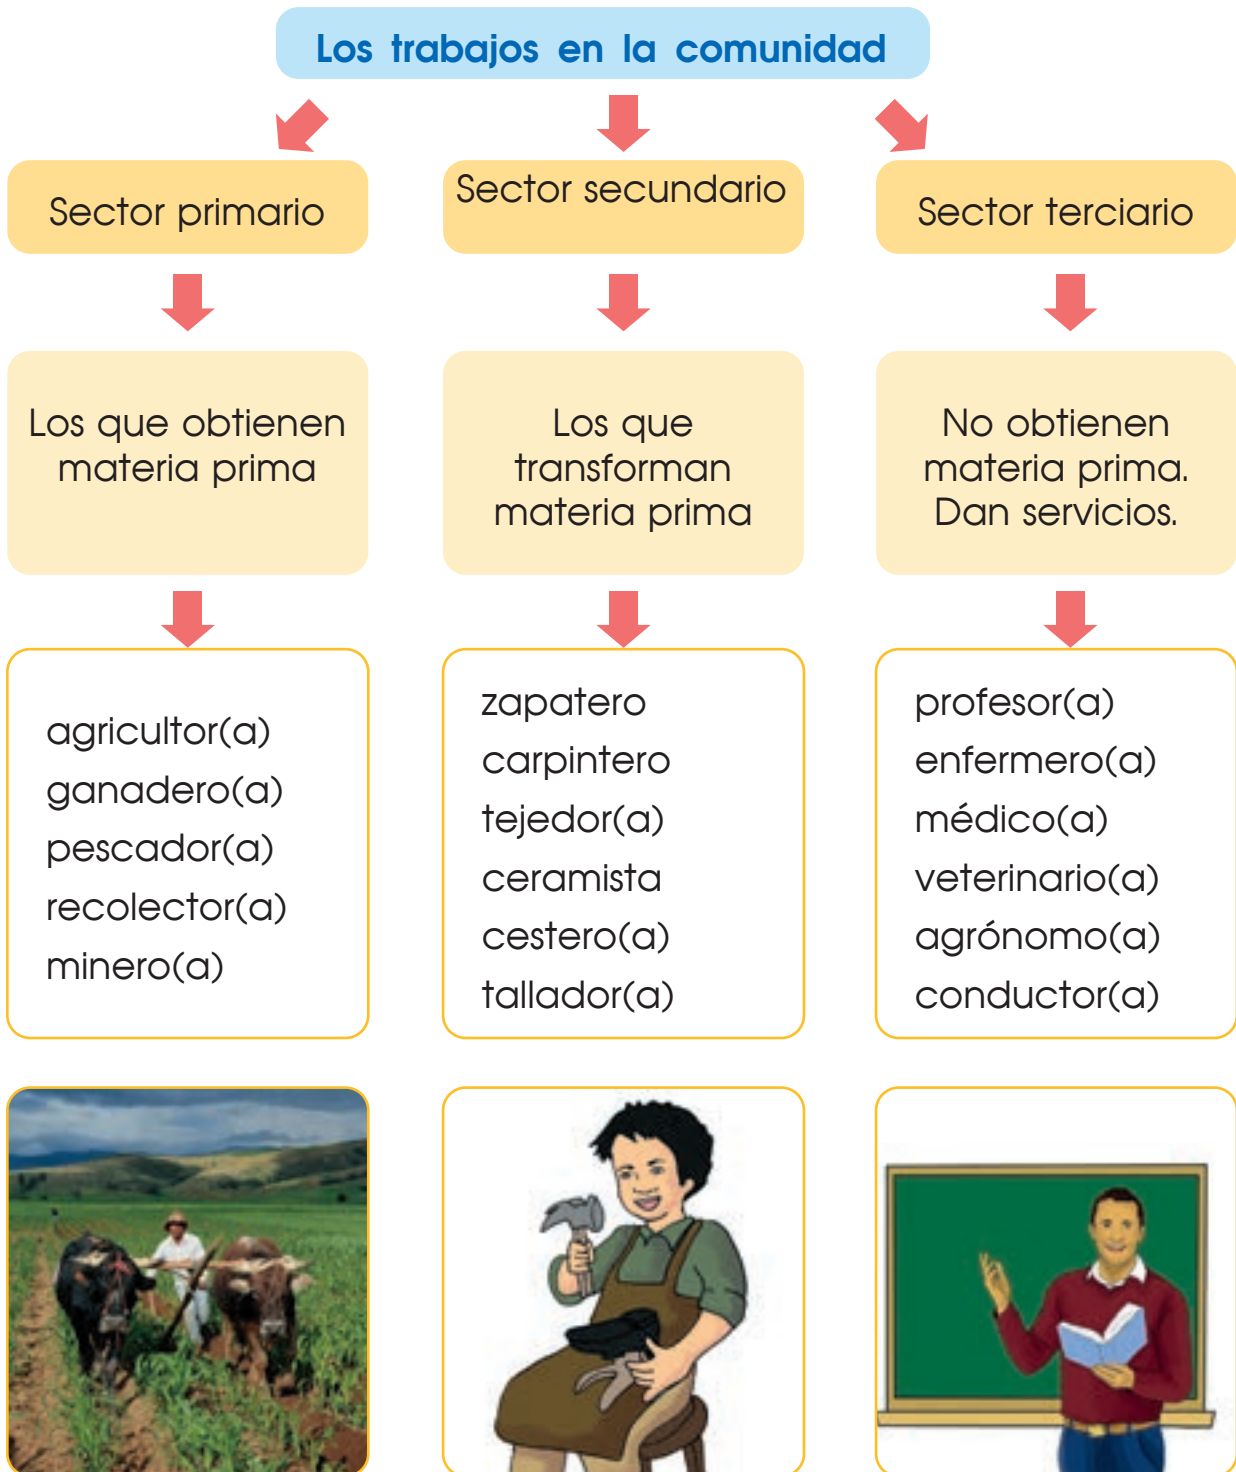 Los trabajos en la comunidad
Sector primario
Sector secundario
Sector terciario
Los que obtienen
materia prima
Los que
transforman
materia prima
No obtienen
materia prima.
Dan servicios.
agricultor(a)
ganadero(a)
pescador(a)
recolector(a)
minero(a)
zapatero
carpintero
tejedor(a)
ceramista
cestero(a)
tallador(a)
profesor(a)
enfermero(a)
médico(a)
veterinario(a)
agrónomo(a)
conductor(a)